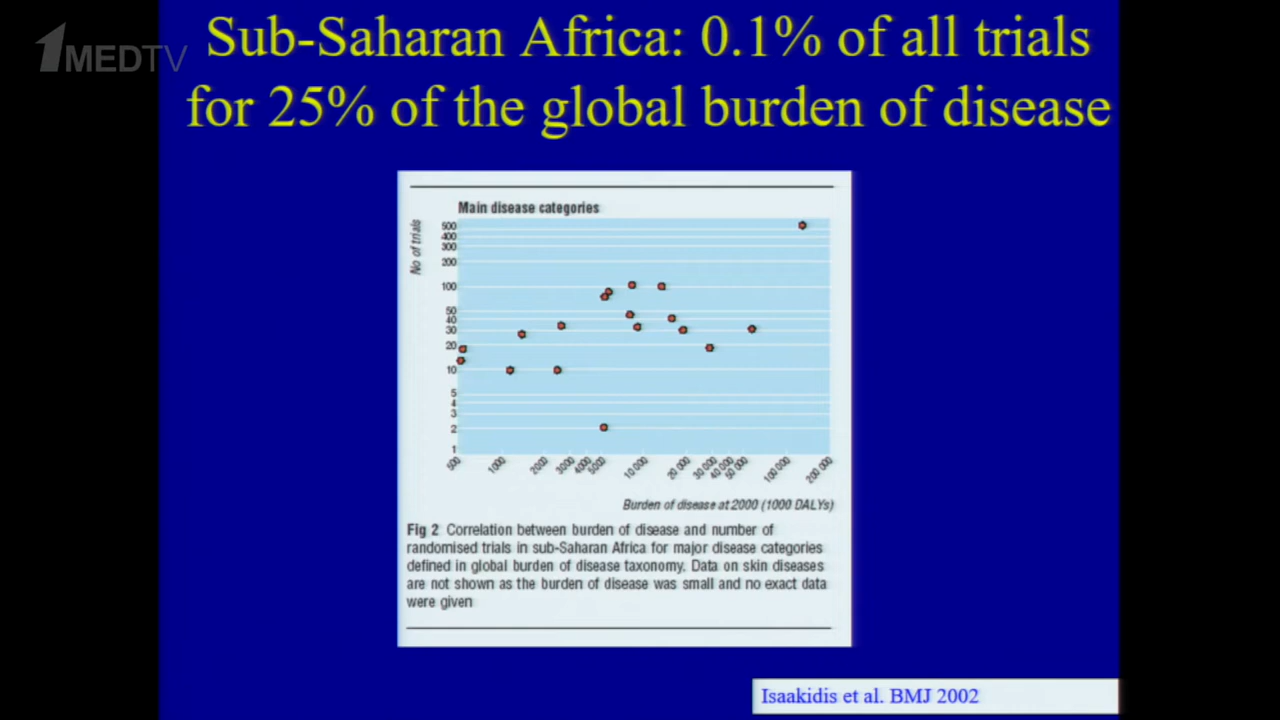 1MEDTV
Sub-Saharan Africa: 0.1% of all trials
for 25% of the global burden of disease
Main disease categories
No of trials
500
400
300
200
100
50
40
30
20
10
5
4
3
2
1
500
1000
2000
3000
4000
5000
10 000
20 000
30 000
40 000
50 000
100 000
200 000
Burden of disease at 2000 (1000 DALYs)
Fig 2 Correlation between burden of disease and number of
randomised trials in sub-Saharan Africa for major disease categories
defined in global burden of disease taxonomy. Data on skin diseases
are not shown as the burden of disease was small and no exact data
were given
Isaakidis et al. BMJ 2002